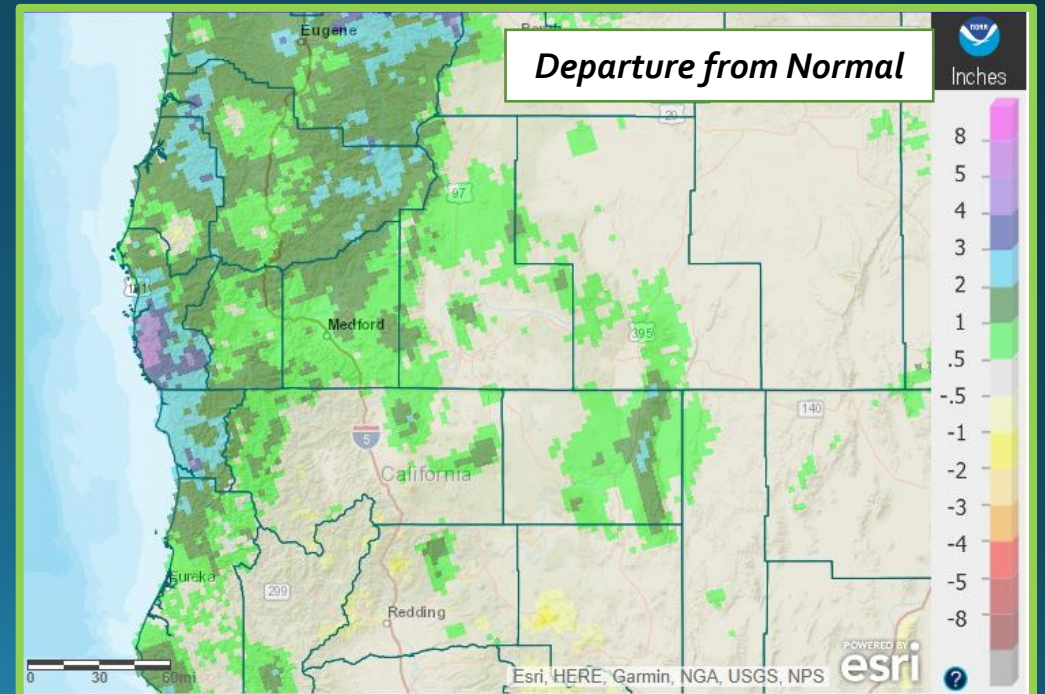 Departure from Normal
NOAA
Inches
8
5
4
3
2
1
.5
-.5
-1
-2
-3
-4
-5
-8
Eugene
20
97
101
Medford
395
140
5
California
Eureka
299
Redding
0 30 60mi
Esri, HERE, Garmin, NGA, USGS, NPS
POWERED BY
esri
?